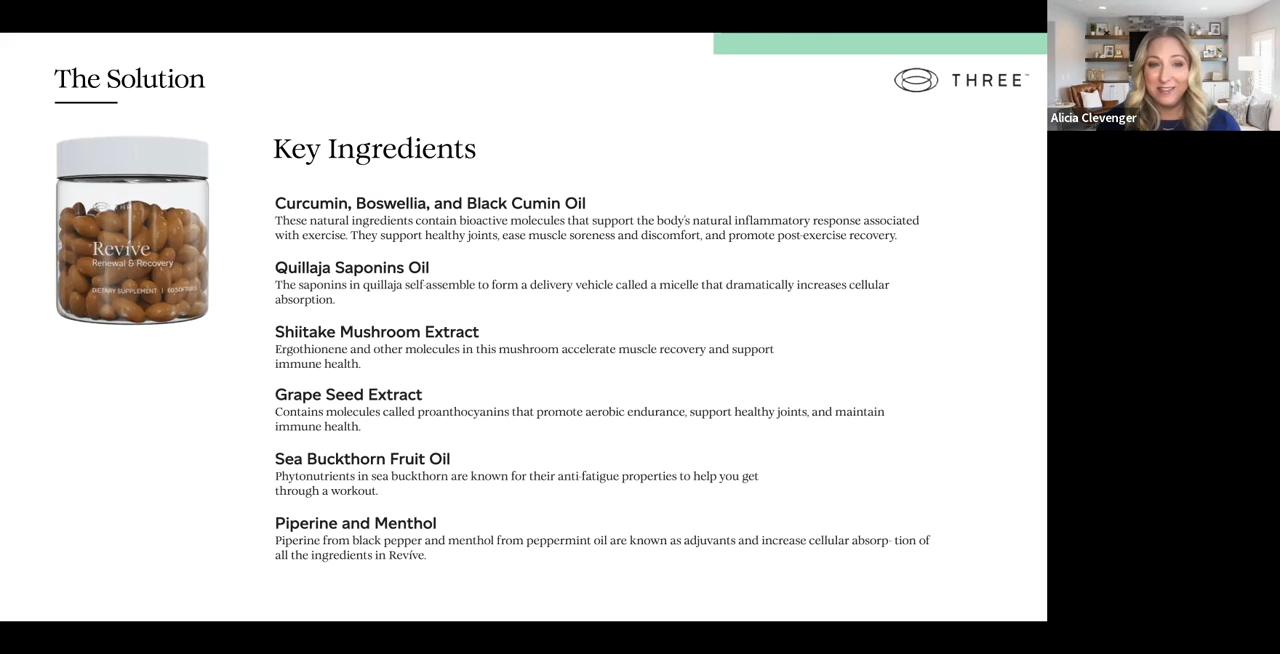 The Solution
THREE™
Key Ingredients
Curcumin, Boswellia, and Black Cumin Oil
These natural ingredients contain bioactive molecules that support the body's natural inflammatory response associated
with exercise. They support healthy joints, ease muscle soreness and discomfort, and promote post-exercise recovery.
Quillaja Saponins Oil
The saponins in quillaja self-assemble to form a delivery vehicle called a micelle that dramatically increases cellular
absorption.
Shiitake Mushroom Extract
Ergothionene and other molecules in this mushroom accelerate muscle recovery and support
immune health.
Grape Seed Extract
Contains molecules called proanthocyanins that promote aerobic endurance, support healthy joints, and maintain
immune health.
Sea Buckthorn Fruit Oil
Phytonutrients in sea buckthorn are known for their anti-fatigue properties to help you get
through a workout.
Piperine and Menthol
Piperine from black pepper and menthol from peppermint oil are known as adjuvants and increase cellular absorp- tion of
all the ingredients in Revíve.
Revíve
Renewal & Recovery
DIETARY SUPPLEMENT | 60
Alicia Clevenger